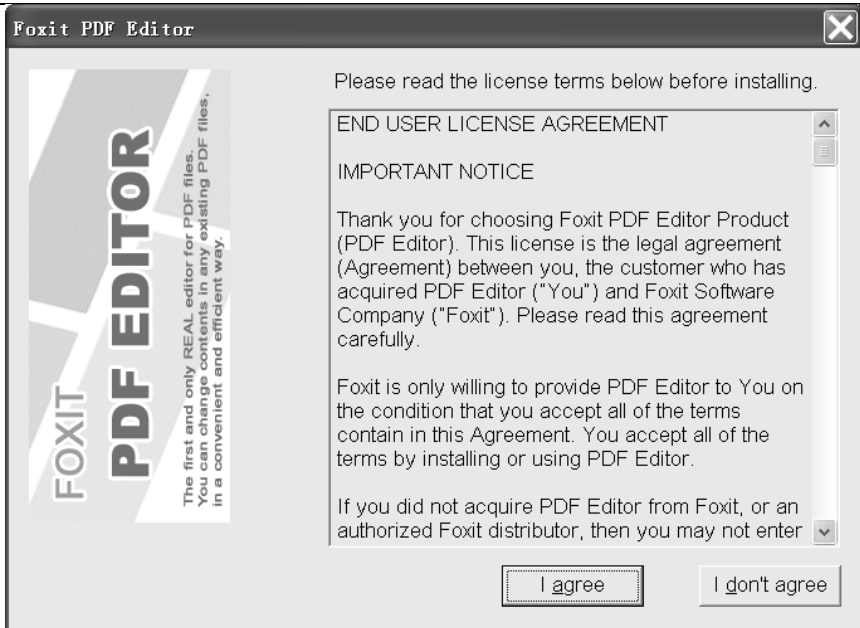 Foxit PDF Editor
FOXIT
PDF EDITOR
The first and only REAL editor for PDF files.
You can change contents in any existing PDF files,
in a convenient and efficient way.
Please read the license terms below before installing.
END USER LICENSE AGREEMENT
IMPORTANT NOTICE
Thank you for choosing Foxit PDF Editor Product
(PDF Editor). This license is the legal agreement
(Agreement) between you, the customer who has
acquired PDF Editor ("You") and Foxit Software
Company ("Foxit"). Please read this agreement
carefully.
Foxit is only willing to provide PDF Editor to You on
the condition that you accept all of the terms
contain in this Agreement. You accept all of the
terms by installing or using PDF Editor.
If you did not acquire PDF Editor from Foxit, or an
authorized Foxit distributor, then you may not enter
I agree
I don't agree